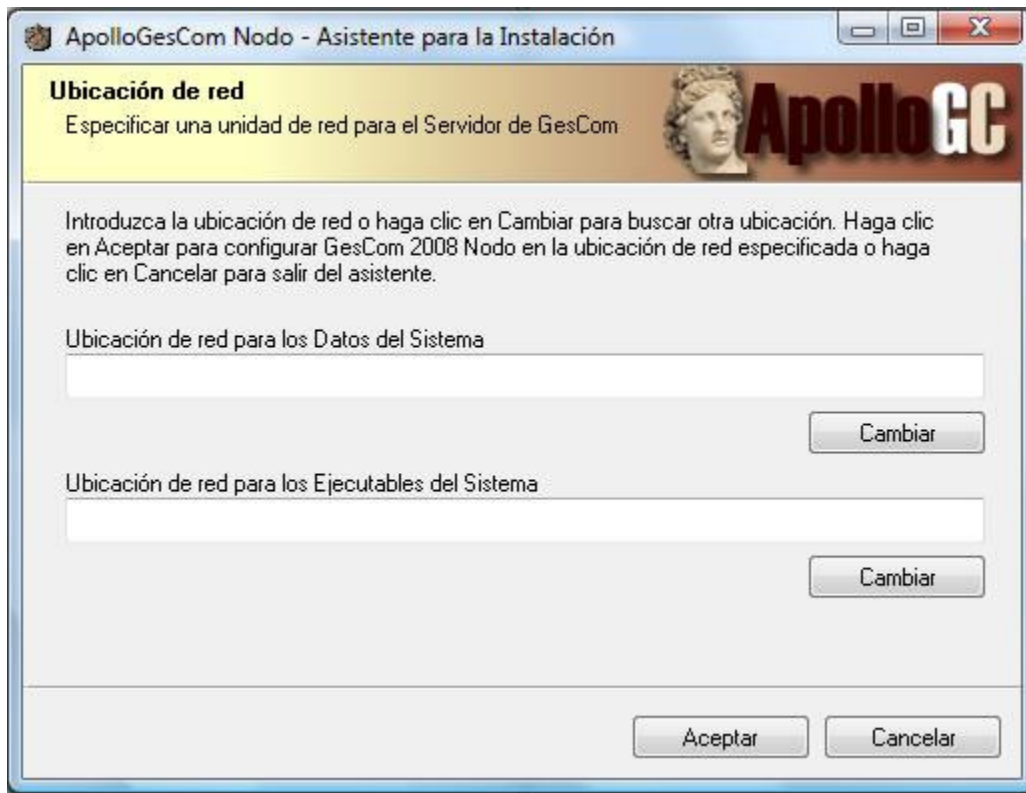 ApolloGesCom Nodo - Asistente para la Instalación
Ubicación de red
Especificar una unidad de red para el Servidor de GesCom
ApolloGC
Introduzca la ubicación de red o haga clic en Cambiar para buscar otra ubicación. Haga clic
en Aceptar para configurar GesCom 2008 Nodo en la ubicación de red especificada o haga
clic en Cancelar para salir del asistente.
Ubicación de red para los Datos del Sistema
Cambiar
Ubicación de red para los Ejecutables del Sistema
Cambiar
Aceptar Cancelar